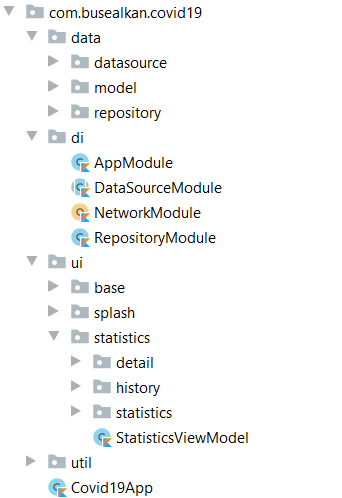 com.busealkan.covid19
data
datasource
model
repository
di
AppModule
DataSourceModule
NetworkModule
RepositoryModule
ui
base
splash
statistics
detail
history
statistics
StatisticsViewModel
util
Covid19App